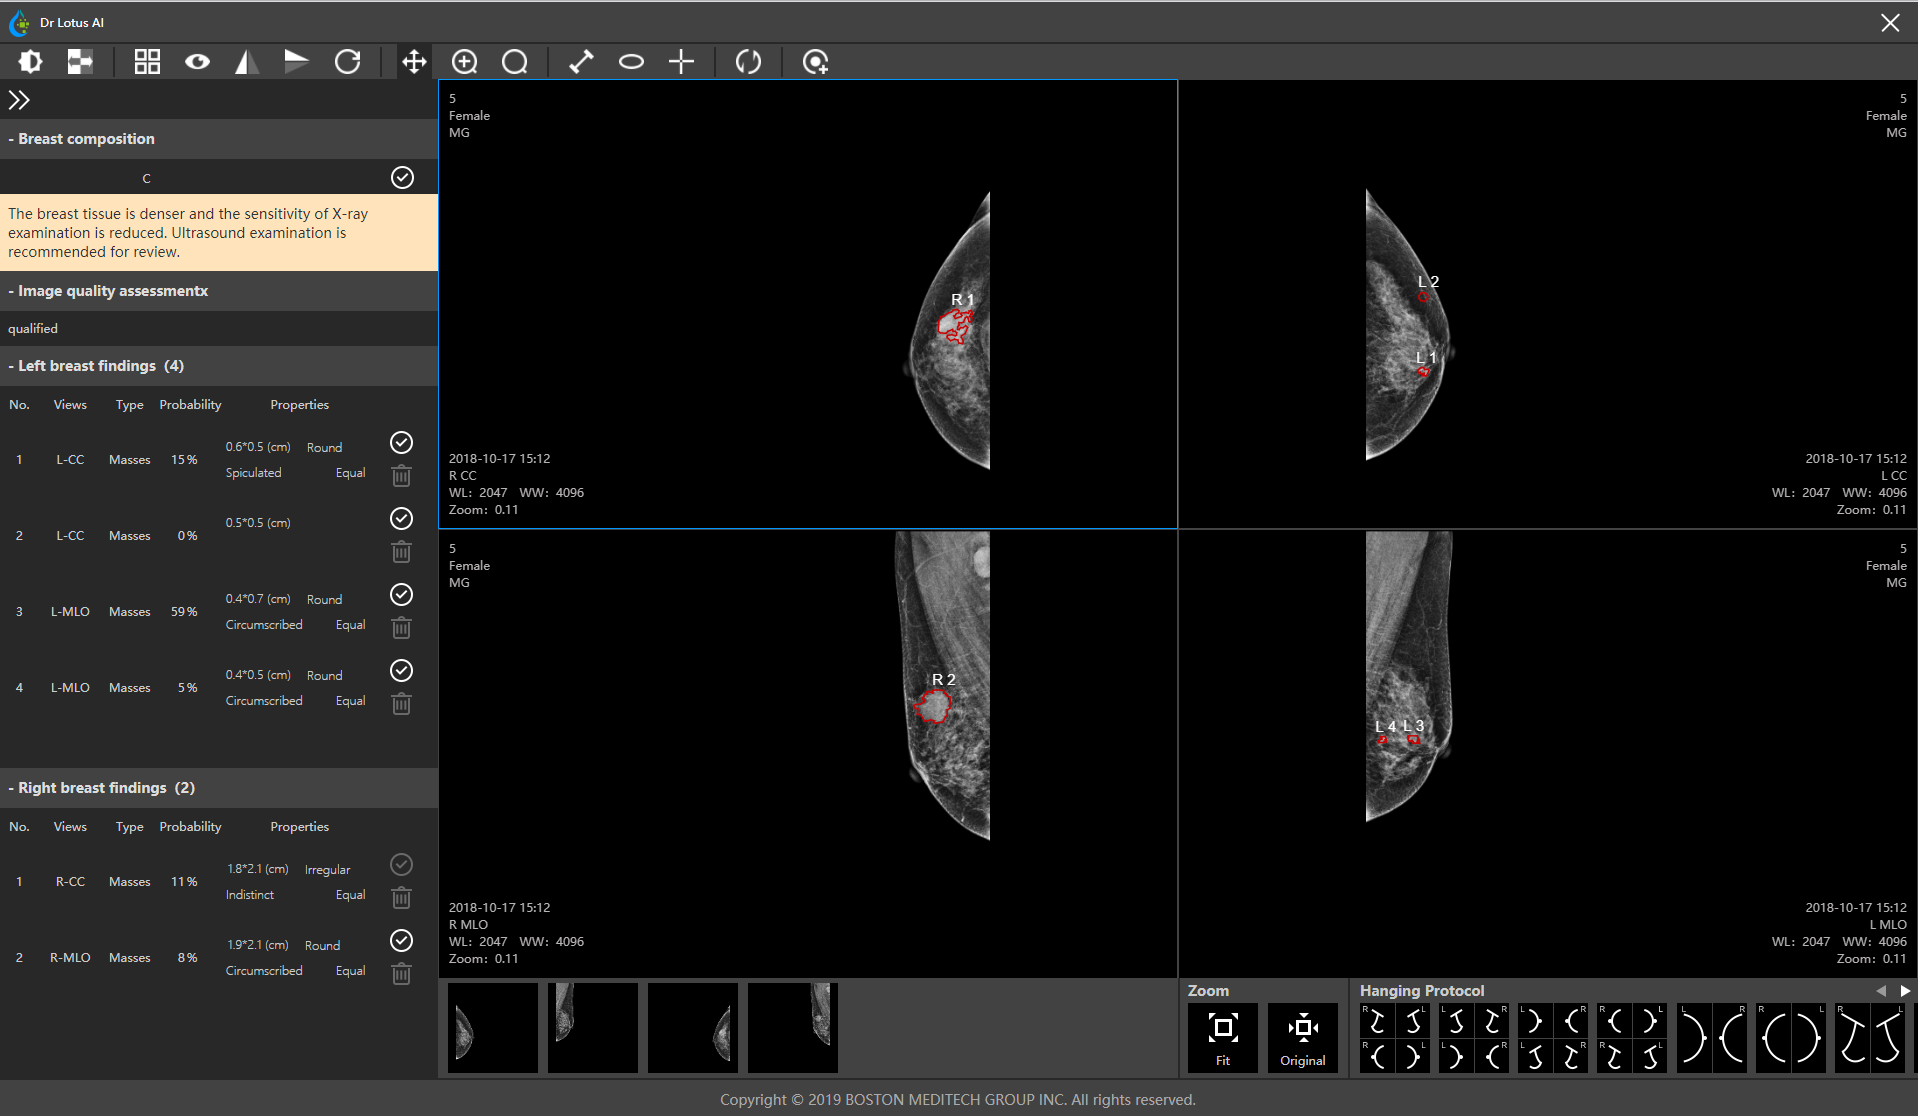 Dr Lotus AI
- Breast composition
C
The breast tissue is denser and the sensitivity of X-ray
examination is reduced. Ultrasound examination is
recommended for review.
- Image quality assessmentx
qualified
- Left breast findings (4)
No. Views Type Probability Properties
1 L-CC Masses 15% 0.6*0.5 (cm) Round
Spiculated Equal
2 L-CC Masses 0% 0.5*0.5 (cm)
3 L-MLO Masses 59% 0.4*0.7 (cm) Round
Circumscribed Equal
4 L-MLO Masses 5% 0.4*0.5 (cm) Round
Circumscribed Equal
- Right breast findings (2)
No. Views Type Probability Properties
1 R-CC Masses 11% 1.8*2.1 (cm) Irregular
Indistinct Equal
2 R-MLO Masses 8% 1.9*2.1 (cm) Round
Circumscribed Equal
5
Female
MG
R 1
2018-10-17 15:12
R CC
WL: 2047 WW: 4096
Zoom: 0.11
5
Female
MG
L 2
L 1
2018-10-17 15:12
L CC
WL: 2047 WW: 4096
Zoom: 0.11
5
Female
MG
R 2
2018-10-17 15:12
R MLO
WL: 2047 WW: 4096
Zoom: 0.11
5
Female
MG
L 4 L 3
2018-10-17 15:12
L MLO
WL: 2047 WW: 4096
Zoom: 0.11
Zoom
Fit
Original
Hanging Protocol
R L L R L R R L L R R L R L
R L L R L R R L
Copyright © 2019 BOSTON MEDITECH GROUP INC. All rights reserved.